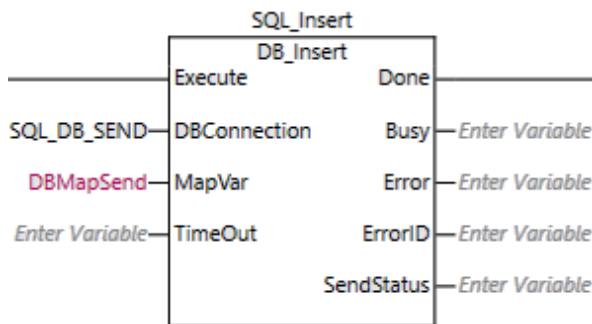 SQL_Insert
DB_Insert
Execute Done
SQL_DB_SEND DBConnection Busy Enter Variable
DBMapSend MapVar Error Enter Variable
Enter Variable TimeOut ErrorID Enter Variable
SendStatus Enter Variable